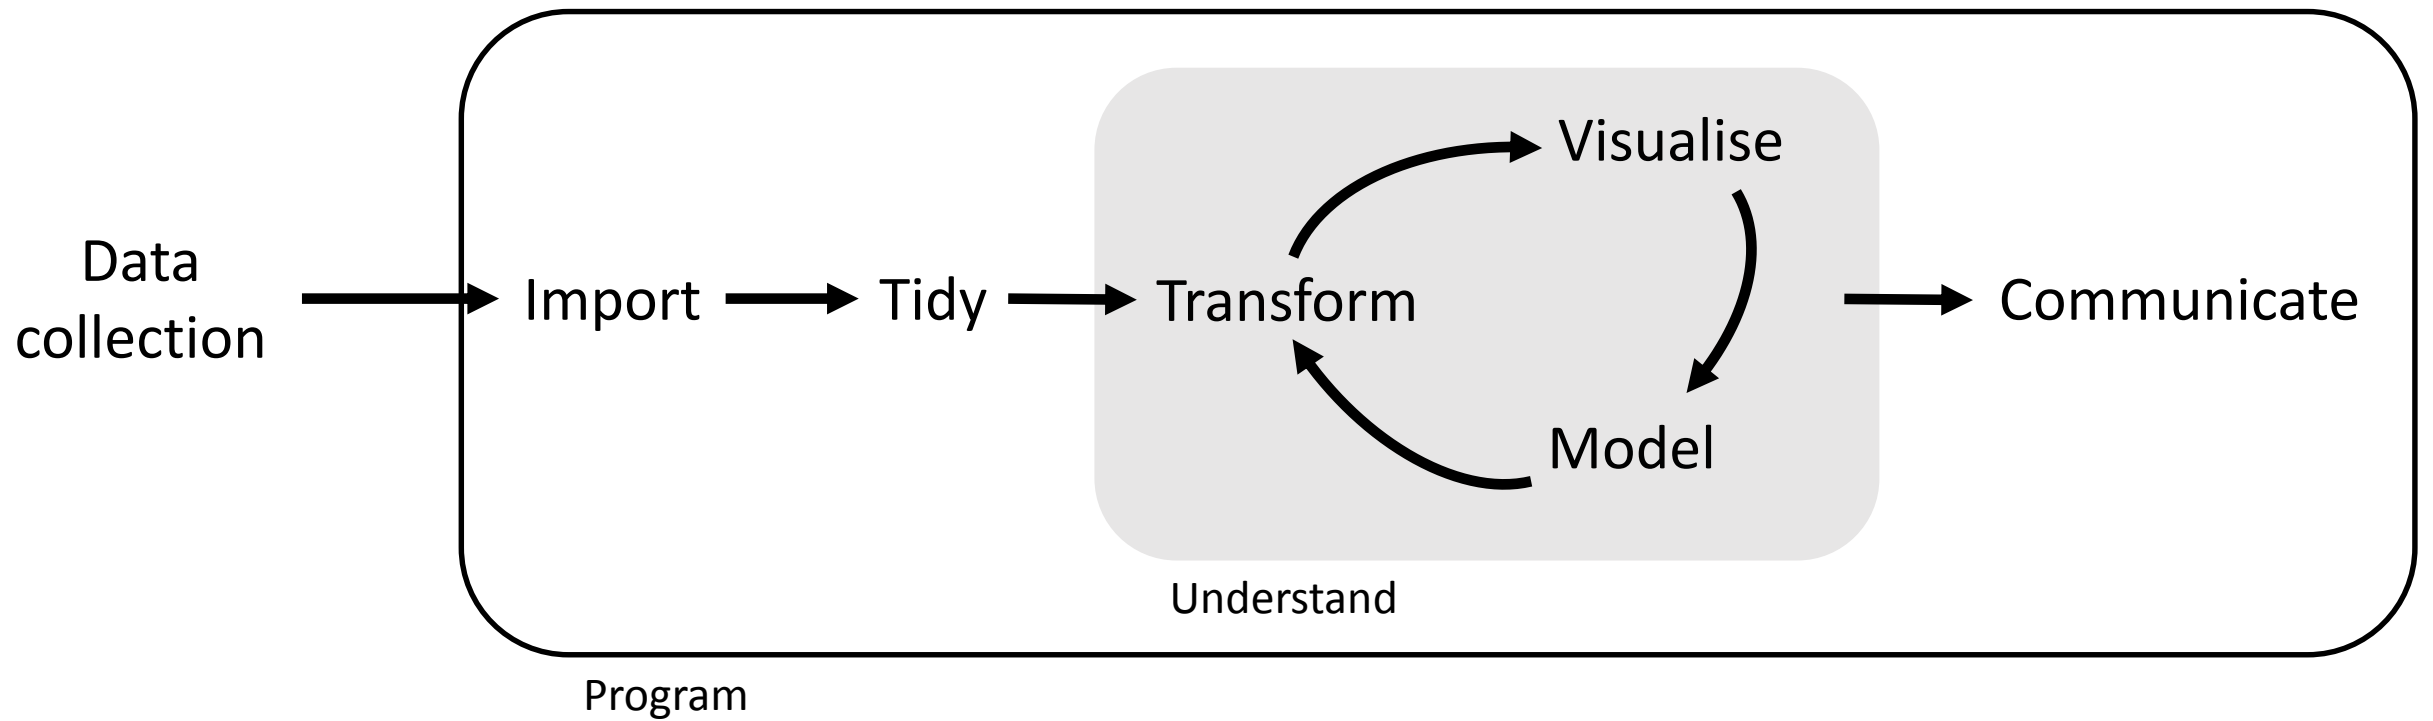 Data
collection
Import
Tidy
Transform
Visualise
Model
Communicate
Understand
Program